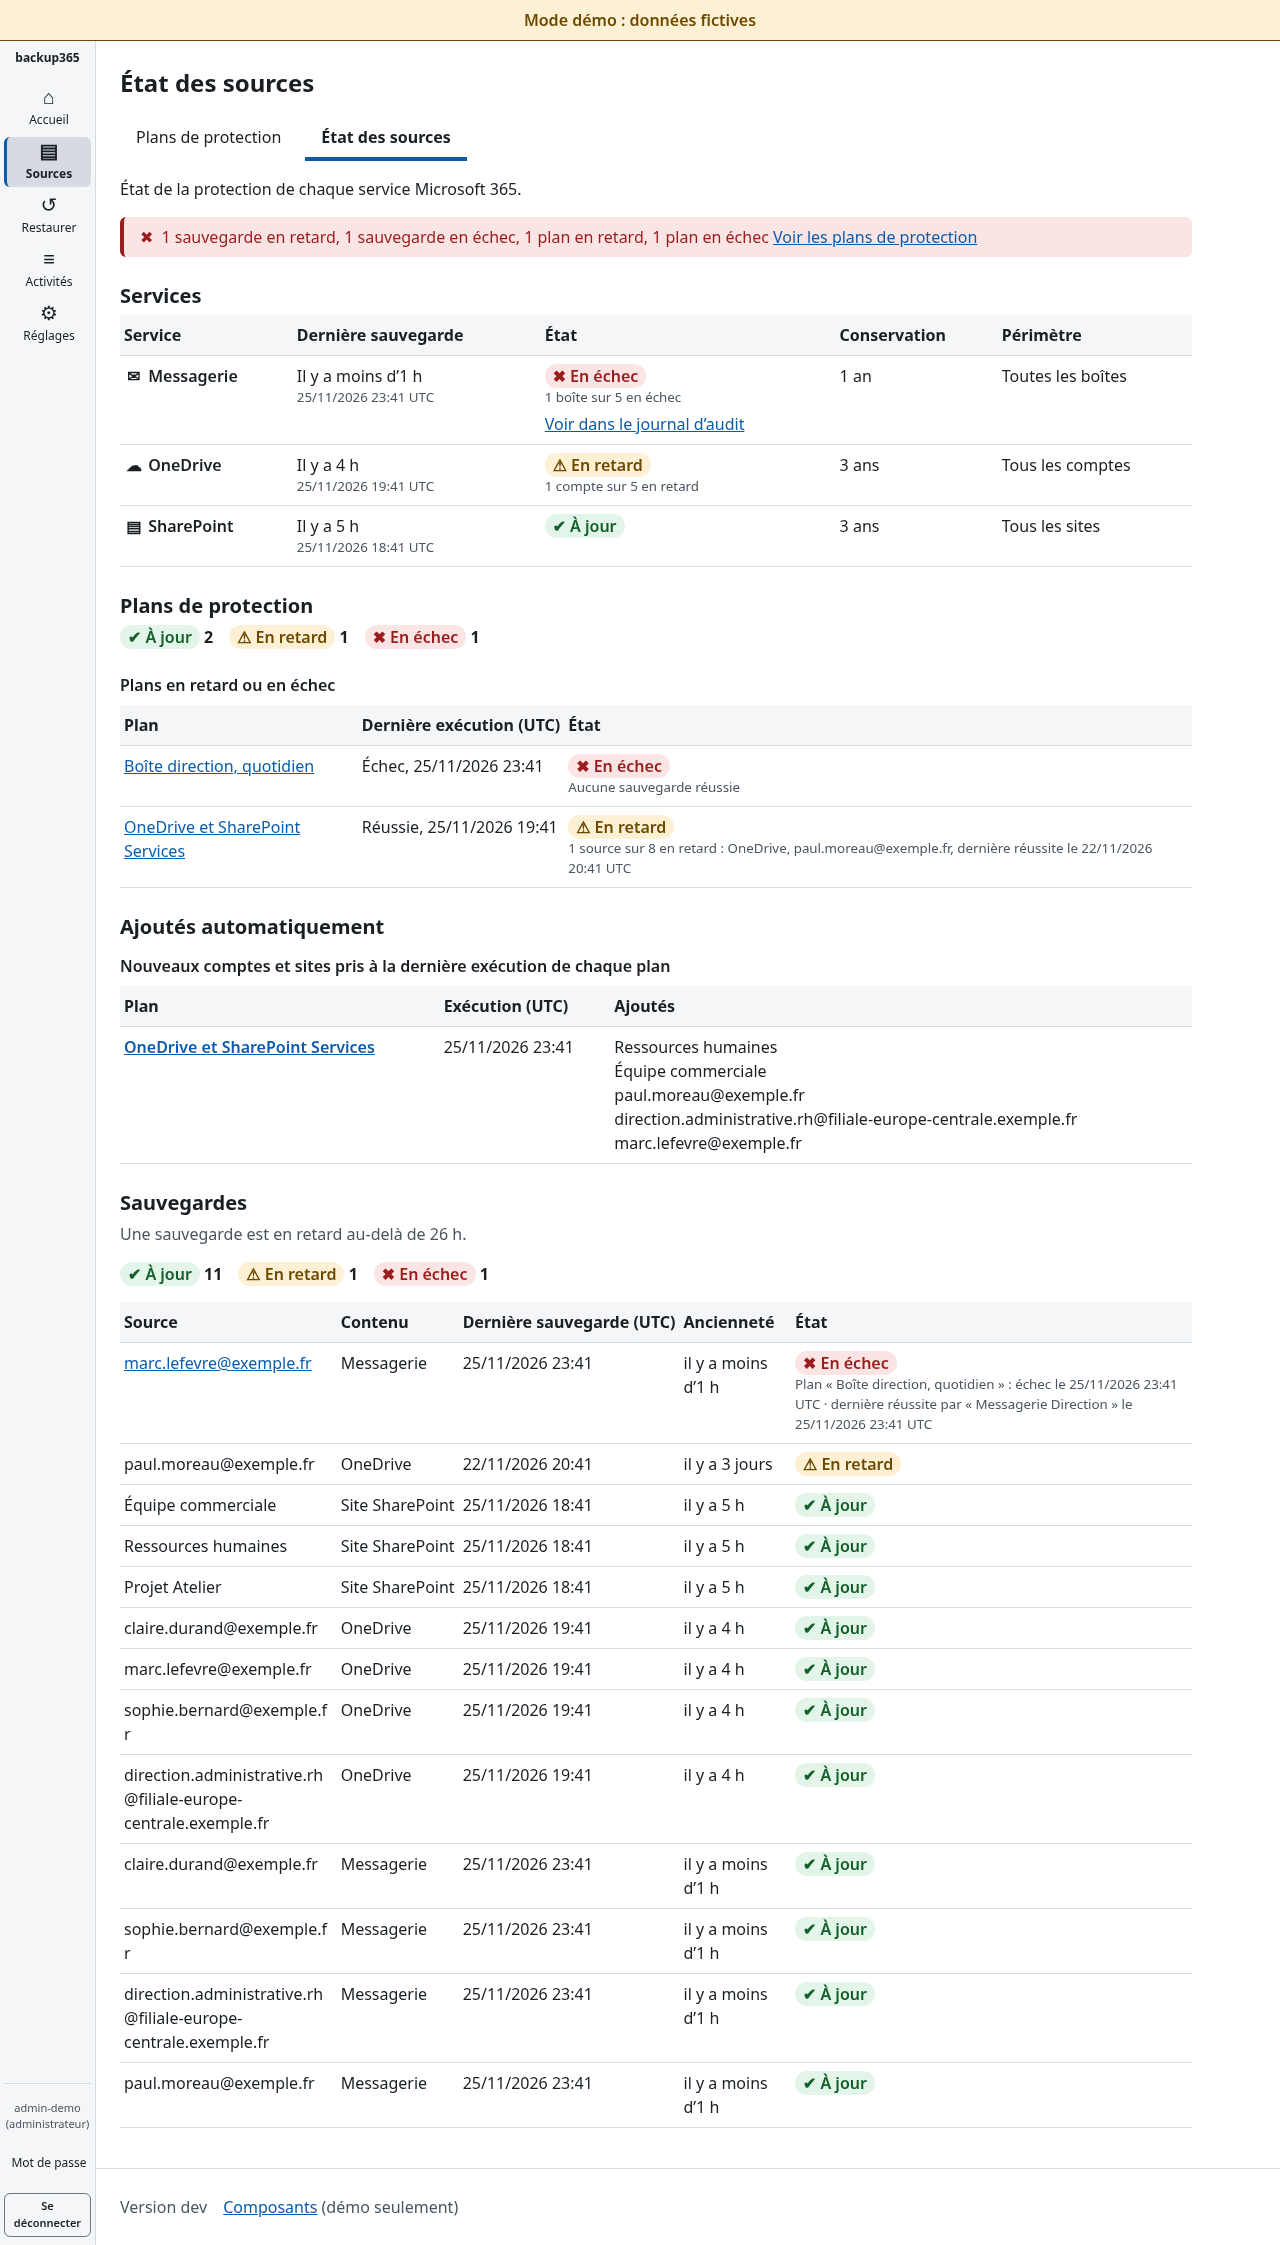 Mode démo : données fictives
backup365
Accueil
Sources
Restaurer
Activités
Réglages
État des sources
Plans de protection État des sources
État de la protection de chaque service Microsoft 365.
✖ 1 sauvegarde en retard, 1 sauvegarde en échec, 1 plan en retard, 1 plan en échec Voir les plans de protection
Services
Service Dernière sauvegarde État Conservation Périmètre
Messagerie Il y a moins d’1 h ✖ En échec 1 an Toutes les boîtes
25/11/2026 23:41 UTC 1 boîte sur 5 en échec
Voir dans le journal d’audit
OneDrive Il y a 4 h ⚠ En retard 3 ans Tous les comptes
25/11/2026 19:41 UTC 1 compte sur 5 en retard
SharePoint Il y a 5 h ✔ À jour 3 ans Tous les sites
25/11/2026 18:41 UTC
Plans de protection
✔ À jour 2 ⚠ En retard 1 ✖ En échec 1
Plans en retard ou en échec
Plan Dernière exécution (UTC) État
Boîte direction, quotidien Échec, 25/11/2026 23:41 ✖ En échec
Aucune sauvegarde réussie
OneDrive et SharePoint Réussie, 25/11/2026 19:41 ⚠ En retard
Services 1 source sur 8 en retard : OneDrive, paul.moreau@exemple.fr, dernière réussite le 22/11/2026
20:41 UTC
Ajoutés automatiquement
Nouveaux comptes et sites pris à la dernière exécution de chaque plan
Plan Exécution (UTC) Ajoutés
OneDrive et SharePoint Services 25/11/2026 23:41 Ressources humaines
Équipe commerciale
paul.moreau@exemple.fr
direction.administrative.rh@filiale-europe-centrale.exemple.fr
marc.lefevre@exemple.fr
Sauvegardes
Une sauvegarde est en retard au-delà de 26 h.
✔ À jour 11 ⚠ En retard 1 ✖ En échec 1
Source Contenu Dernière sauvegarde (UTC) Ancienneté État
marc.lefevre@exemple.fr Messagerie 25/11/2026 23:41 il y a moins ✖ En échec
d’1 h Plan « Boîte direction, quotidien » : échec le 25/11/2026 23:41
UTC · dernière réussite par « Messagerie Direction » le
25/11/2026 23:41 UTC
paul.moreau@exemple.fr OneDrive 22/11/2026 20:41 il y a 3 jours ⚠ En retard
Équipe commerciale Site SharePoint 25/11/2026 18:41 il y a 5 h ✔ À jour
Ressources humaines Site SharePoint 25/11/2026 18:41 il y a 5 h ✔ À jour
Projet Atelier Site SharePoint 25/11/2026 18:41 il y a 5 h ✔ À jour
claire.durand@exemple.fr OneDrive 25/11/2026 19:41 il y a 4 h ✔ À jour
marc.lefevre@exemple.fr OneDrive 25/11/2026 19:41 il y a 4 h ✔ À jour
sophie.bernard@exemple.f OneDrive 25/11/2026 19:41 il y a 4 h ✔ À jour
r
direction.administrative.rh OneDrive 25/11/2026 19:41 il y a 4 h ✔ À jour
@filiale-europe-
centrale.exemple.fr
claire.durand@exemple.fr Messagerie 25/11/2026 23:41 il y a moins ✔ À jour
d’1 h
sophie.bernard@exemple.f Messagerie 25/11/2026 23:41 il y a moins ✔ À jour
r d’1 h
direction.administrative.rh Messagerie 25/11/2026 23:41 il y a moins ✔ À jour
@filiale-europe- d’1 h
centrale.exemple.fr
paul.moreau@exemple.fr Messagerie 25/11/2026 23:41 il y a moins ✔ À jour
d’1 h
admin-demo
(administrateur)
Mot de passe
Se
déconnecter
Version dev Composants (démo seulement)